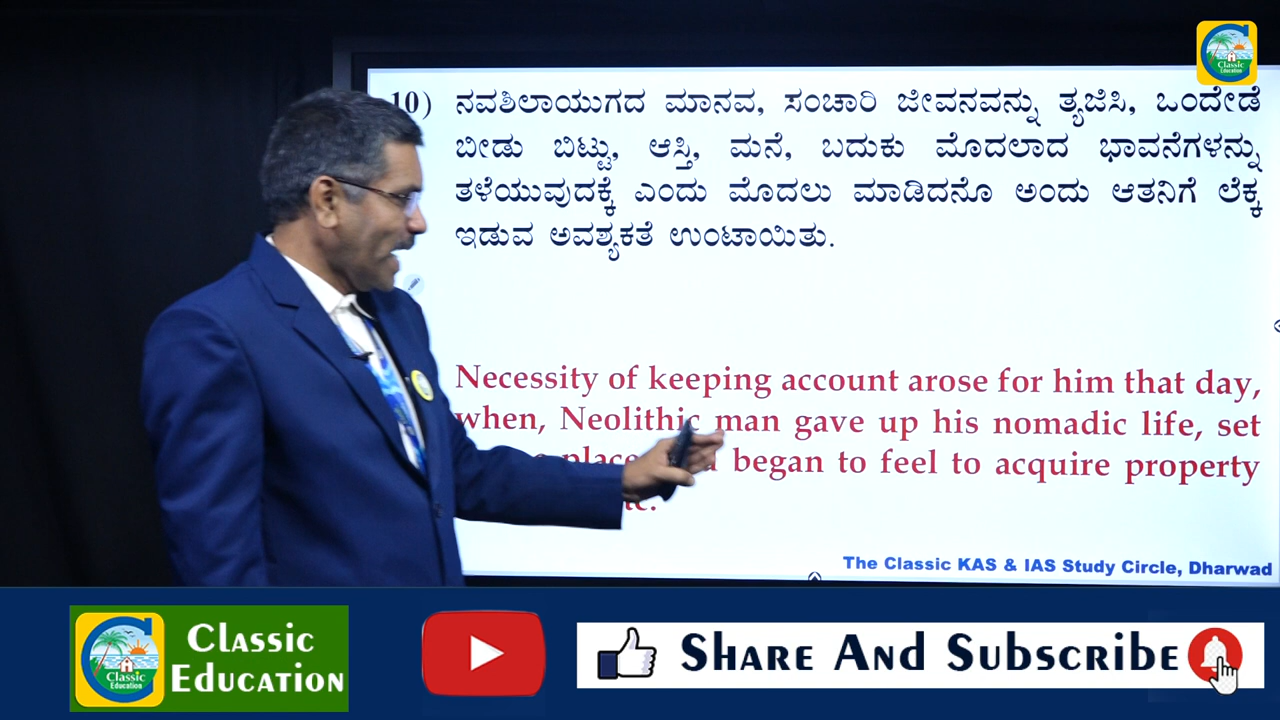 Classic
Education
10) ನವಶಿಲಾಯುಗದ ಮಾನವ, ಸಂಚಾರಿ ಜೀವನವನ್ನು ತ್ಯಜಿಸಿ, ಒಂದೇಡೆ
ಬೀಡು ಬಿಟ್ಟು, ಆಸ್ತಿ, ಮನೆ, ಬದುಕು ಮೊದಲಾದ ಭಾವನೆಗಳನ್ನು
ತಳೆಯುವುದಕ್ಕೆ ಎಂದು ಮೊದಲು ಮಾಡಿದನೊ ಅಂದು ಆತನಿಗೆ ಲೆಕ್ಕ
ಇಡುವ ಅವಶ್ಯಕತೆ ಉಂಟಾಯಿತು.
Necessity of keeping account arose for him that day,
when, Neolithic man gave up his nomadic life, set
began to feel to acquire property
The Classic KAS & IAS Study Circle, Dharwad
Classic
Education
Classic
Education
Share And Subscribe